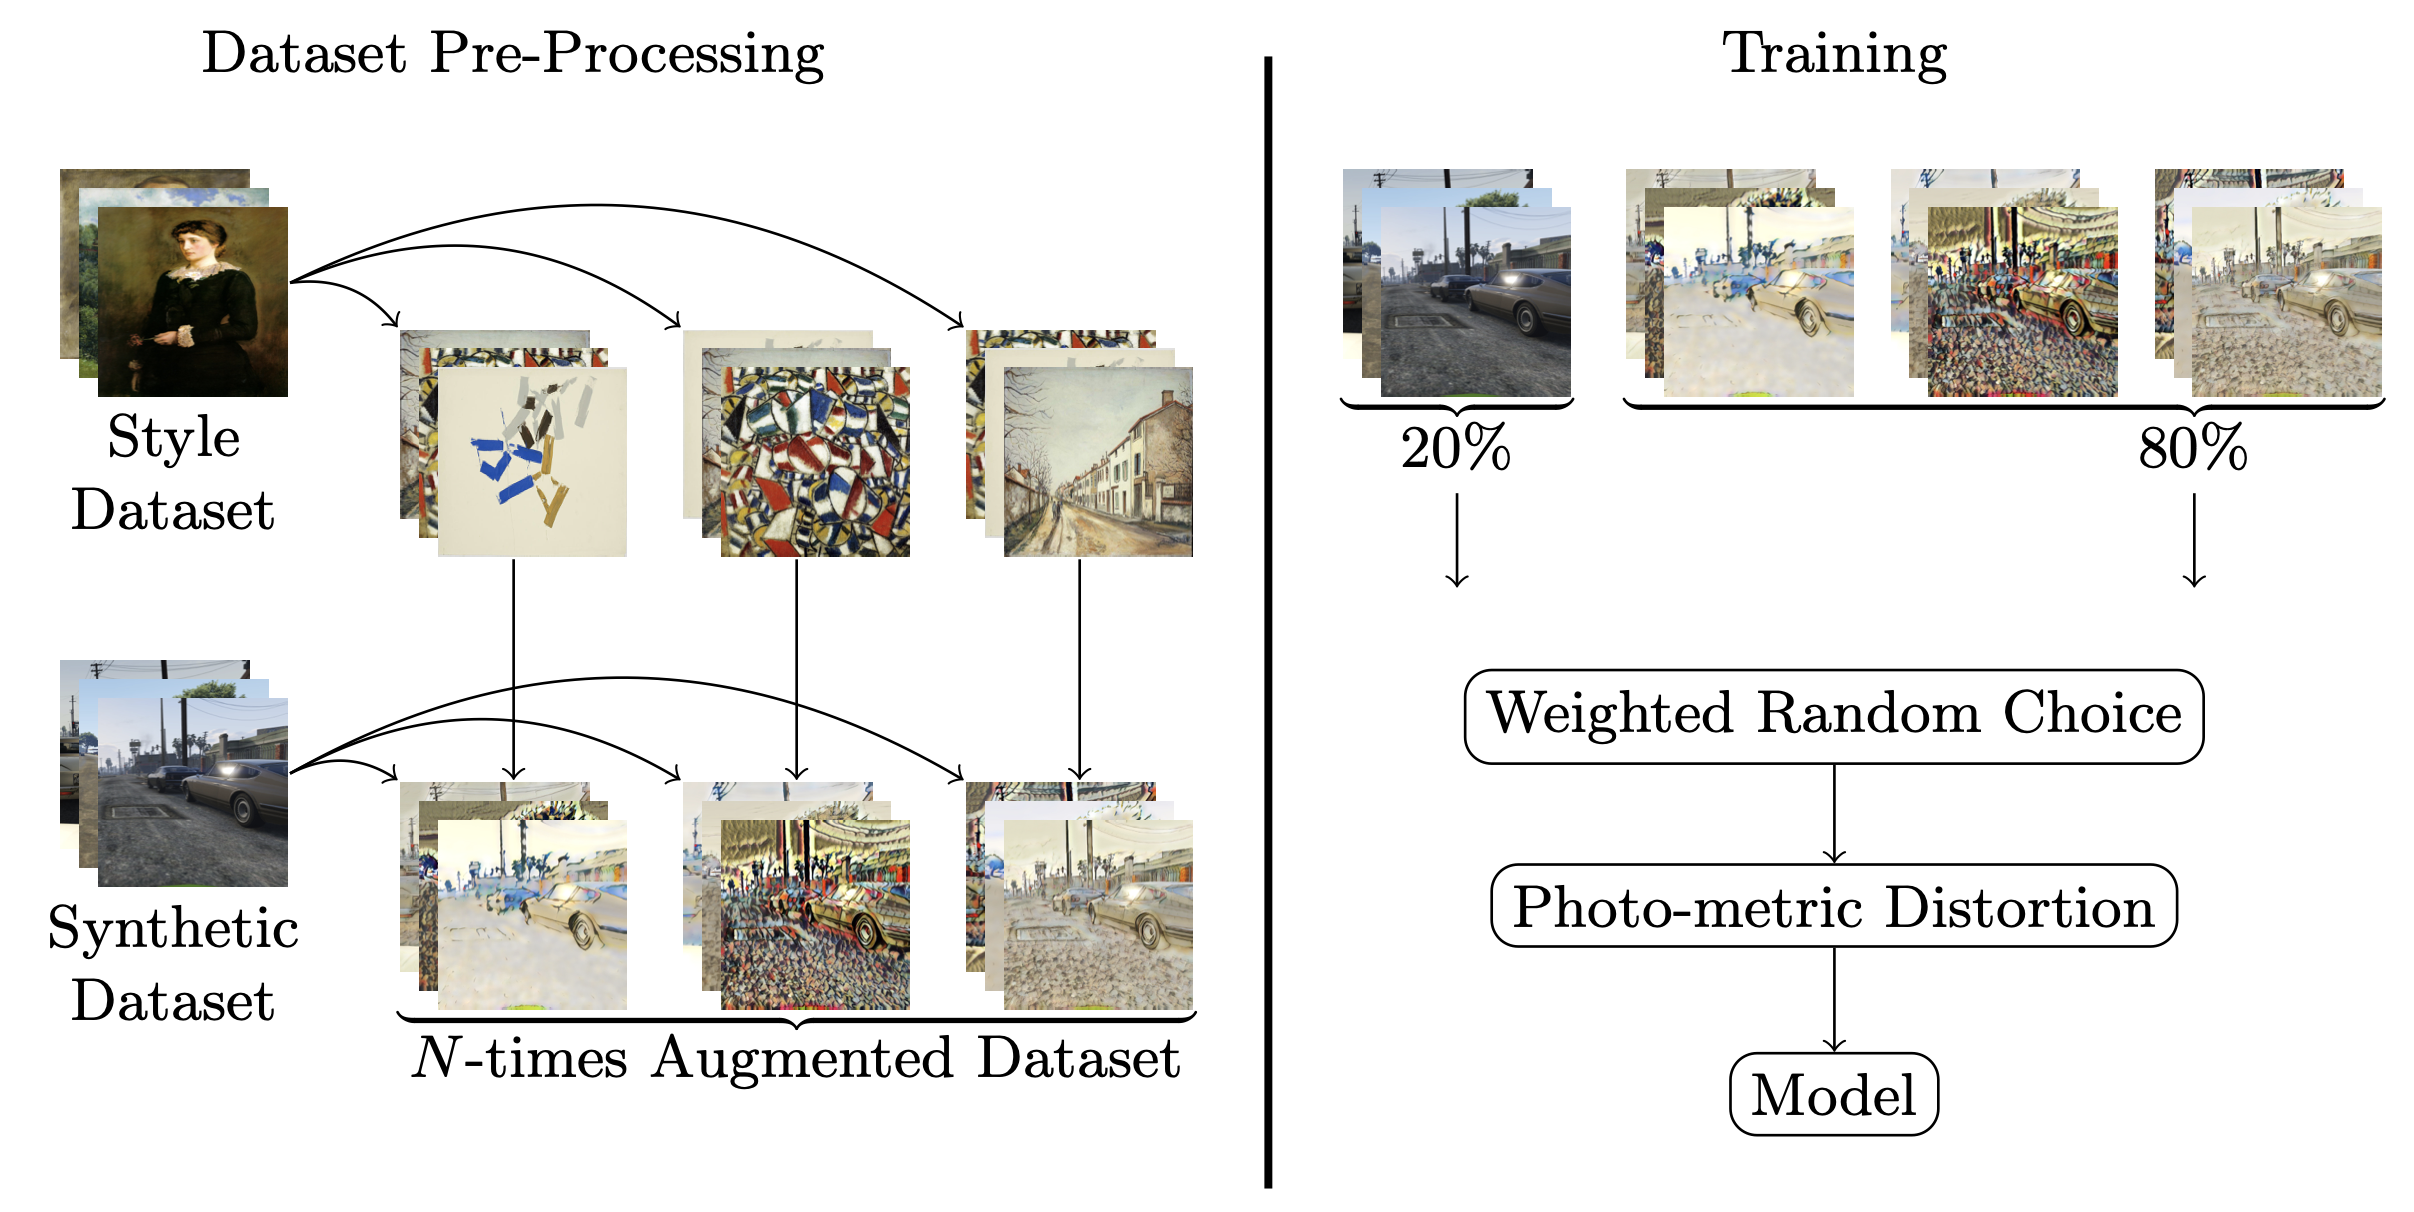 Dataset Pre-Processing
Style
Dataset
Synthetic
Dataset
N-times Augmented Dataset
Training
20%
80%
Weighted Random Choice
Photo-metric Distortion
Model